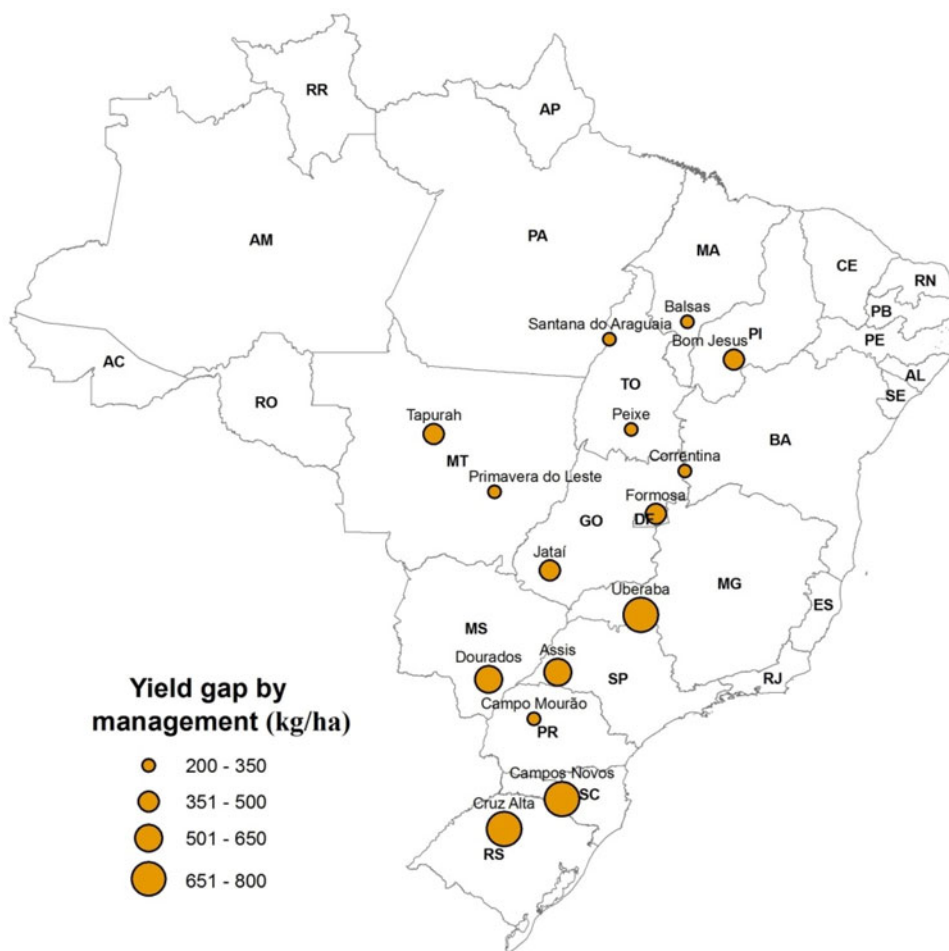 RR
AP
AM
PA
MA
CE
RN
PB
PE
AL
SE
Balsas
Santana do Araguaia
PI
Bom Jesus
AC
RO
TO
Peixe
Tapurah
MT
BA
Correntina
Primavera do Leste
Formosa
DF
GO
Jataí
MG
Uberaba
ES
MS
Dourados
Assis
SP
RJ
Campo Mourão
PR
Campos Novos
SC
Cruz Alta
RS
Yield gap by
management (kg/ha)
200 - 350
351 - 500
501 - 650
651 - 800